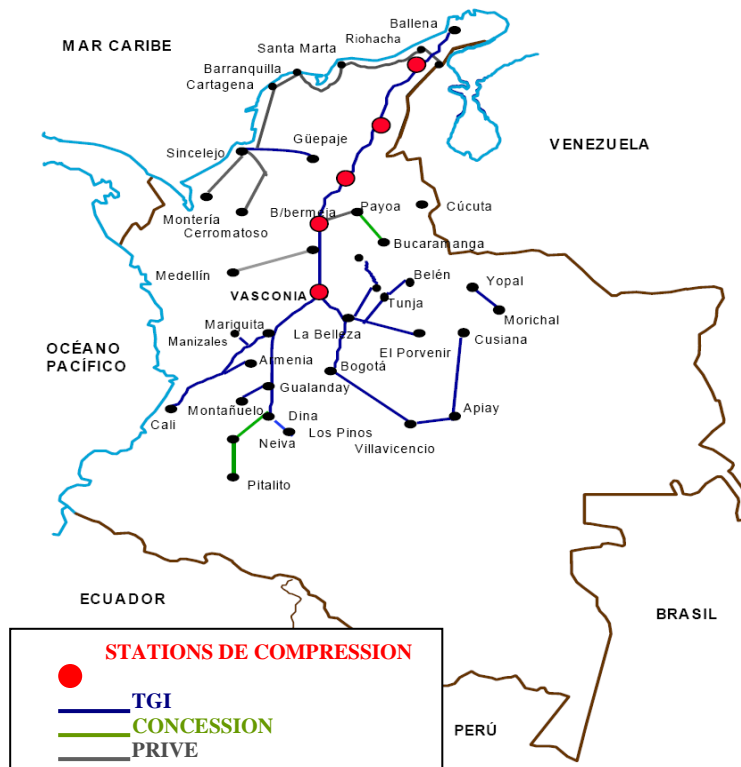 Ballena
MAR CARIBE
Riohacha
Santa Marta
Barranquilla
Cartagena
VENEZUELA
Güepaje
Sincelejo
Payoa
Cúcuta
B/bermeja
Montería
Cerromatoso
Bucaramanga
Medellín
Belén
Yopal
VASCONIA
Tunja
Morichal
Mariguita
La Belleza
Cusiana
Manizales
OCÉANO
PACÍFICO
El Porvenir
Armenia
Bogotá
Gualanday
Montañuelo
Dina
Apiay
Cali
Los Pinos
Neiva
Villavicencio
Pitalito
ECUADOR
BRASIL
STATIONS DE COMPRESSION
TGI
CONCESSION
PERÚ
PRIVE